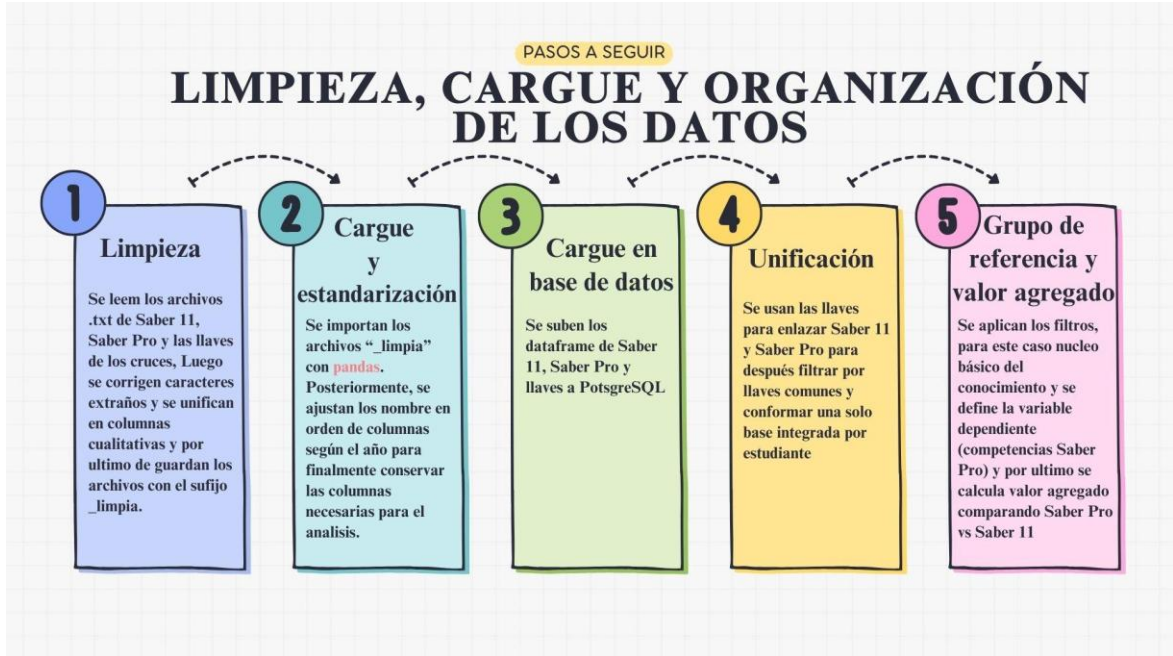 PASOS A SEGUIR
LIMPIEZA, CARGUE Y ORGANIZACIÓN
DE LOS DATOS
1
Limpieza
Se leem los archivos
.txt de Saber 11,
Saber Pro y las llaves
de los cruces, Luego
se corrigen caracteres
extraños y se unifican
en columnas
cualitativas y por
ultimo de guardan los
archivos con el sufijo
_limpia.
2
Cargue
y
estandarización
Se importan los
archivos “_limpia”
con pandas.
Posteriormente, se
ajustan los nombre en
orden de columnas
según el año para
finalmente conservar
las columnas
necesarias para el
analisis.
3
Cargue en
base de datos
Se suben los
dataframe de Saber
11, Saber Pro y
llaves a PotsgreSQL
4
Unificación
Se usan las llaves
para enlazar Saber 11
y Saber Pro para
después filtrar por
llaves comunes y
conformar una solo
base integrada por
estudiante
5
Grupo de
referencia y
valor agregado
Se aplican los filtros,
para este caso nucleo
básico del
conocimiento y se
define la variable
dependiente
(competencias Saber
Pro) y por ultimo se
calcula valor agregado
comparando Saber Pro
vs Saber 11